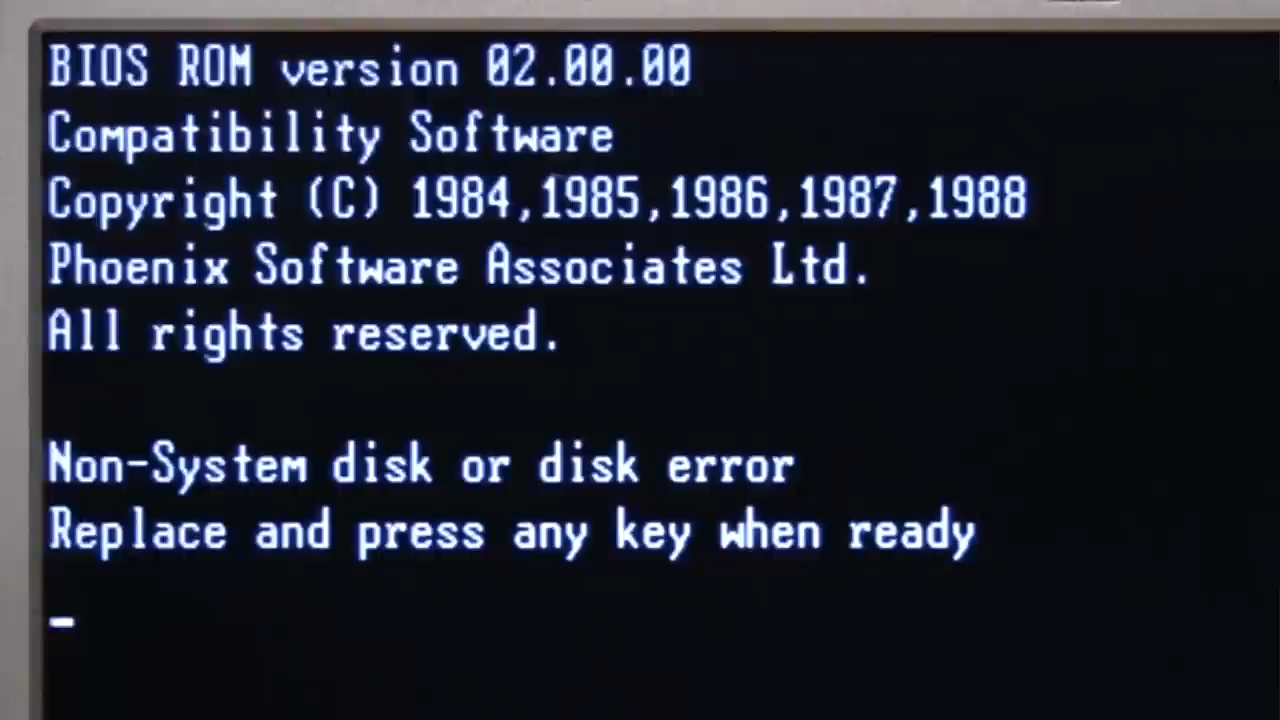 BIOS ROM version 02.00.00
Compatibility Software
Copyright (C) 1984,1985,1986,1987,1988
Phoenix Software Associates Ltd.
All rights reserved.
Non-System disk or disk error
Replace and press any key when ready